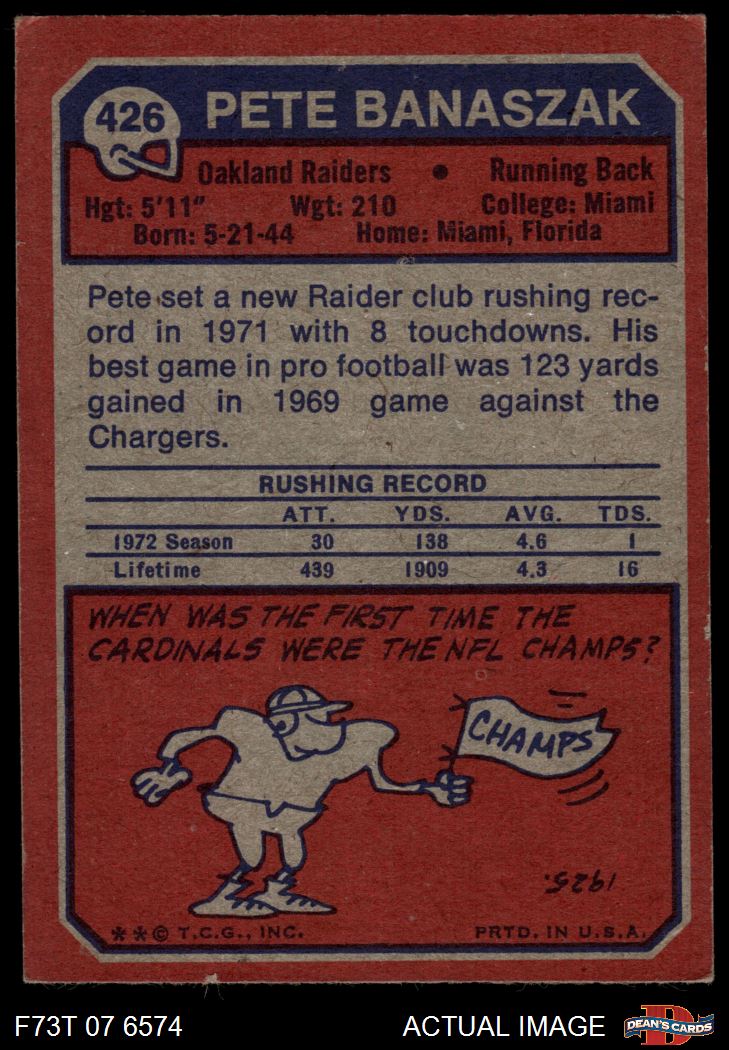 426 PETE BANASZAK
Oakland Raiders • Running Back
Hgt: 5'11" Wgt: 210 College: Miami
Born: 5-21-44 Home: Miami, Florida
Pete set a new Raider club rushing rec-
ord in 1971 with 8 touchdowns. His
best game in pro football was 123 yards
gained in 1969 game against the
Chargers.
RUSHING RECORD
ATT. YDS. AVG. TDS.
1972 Season 30 138 4.6 1
Lifetime 439 1909 4.3 16
WHEN WAS THE FIRST TIME THE
CARDINALS WERE THE NFL CHAMPS?
CHAMPS
1925.
**© T.C.G., INC. PRTD. IN U.S.A.
F73T 07 6574 ACTUAL IMAGE DEAN'S CARDS